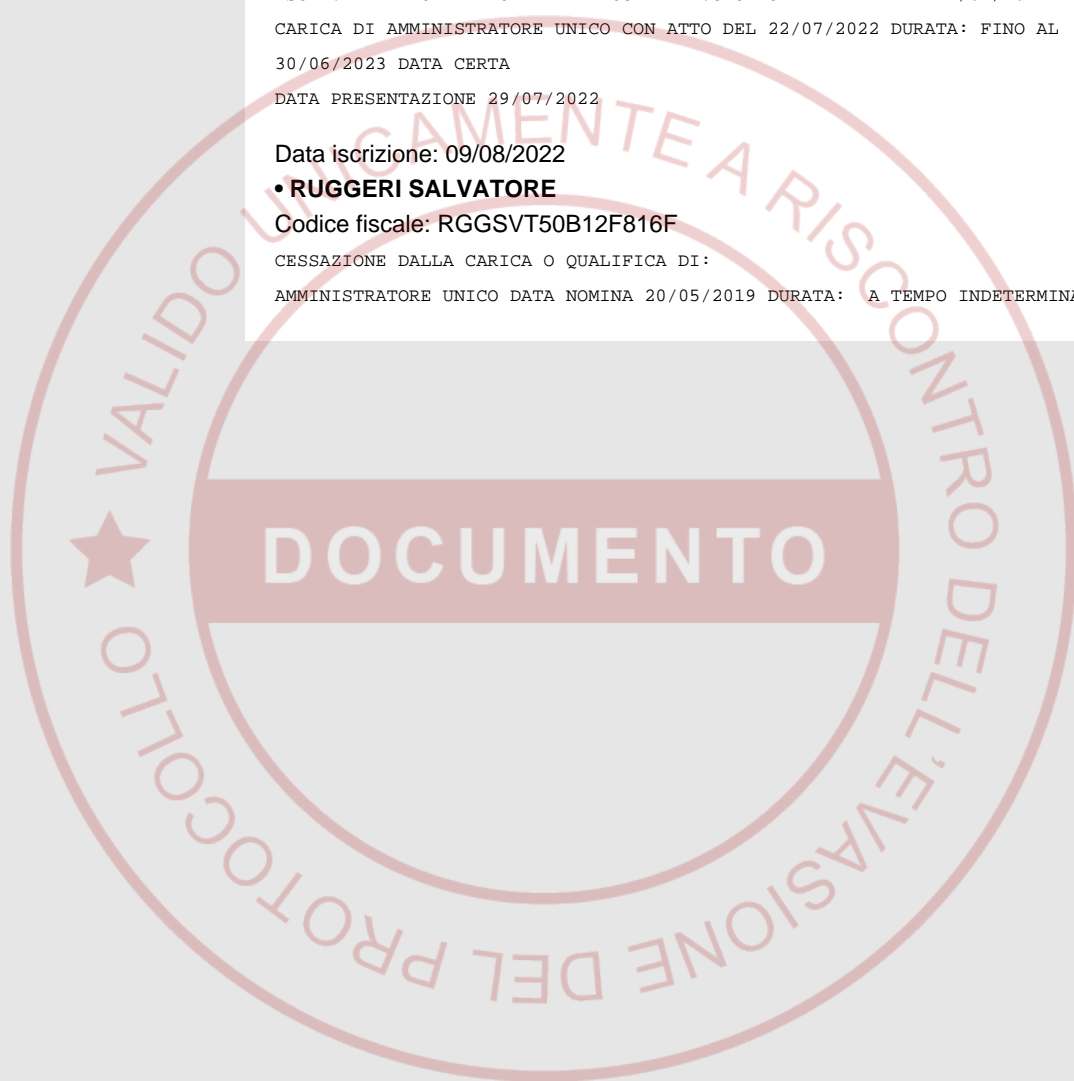 CARICA DI AMMINISTRATORE UNICO CON ATTO DEL 22/07/2022 DURATA: FINO AL
30/06/2023 DATA CERTA
DATA PRESENTAZIONE 29/07/2022
Data iscrizione: 09/08/2022
• RUGGERI SALVATORE
Codice fiscale: RGGSVT50B12F816F
CESSAZIONE DALLA CARICA O QUALIFICA DI:
AMMINISTRATORE UNICO DATA NOMINA 20/05/2019 DURATA: A TEMPO
VALIDO UNICAMENTE A RISCONTRO DELL'EVASIONE DEL PROTOCOLLO
DOCUMENTO